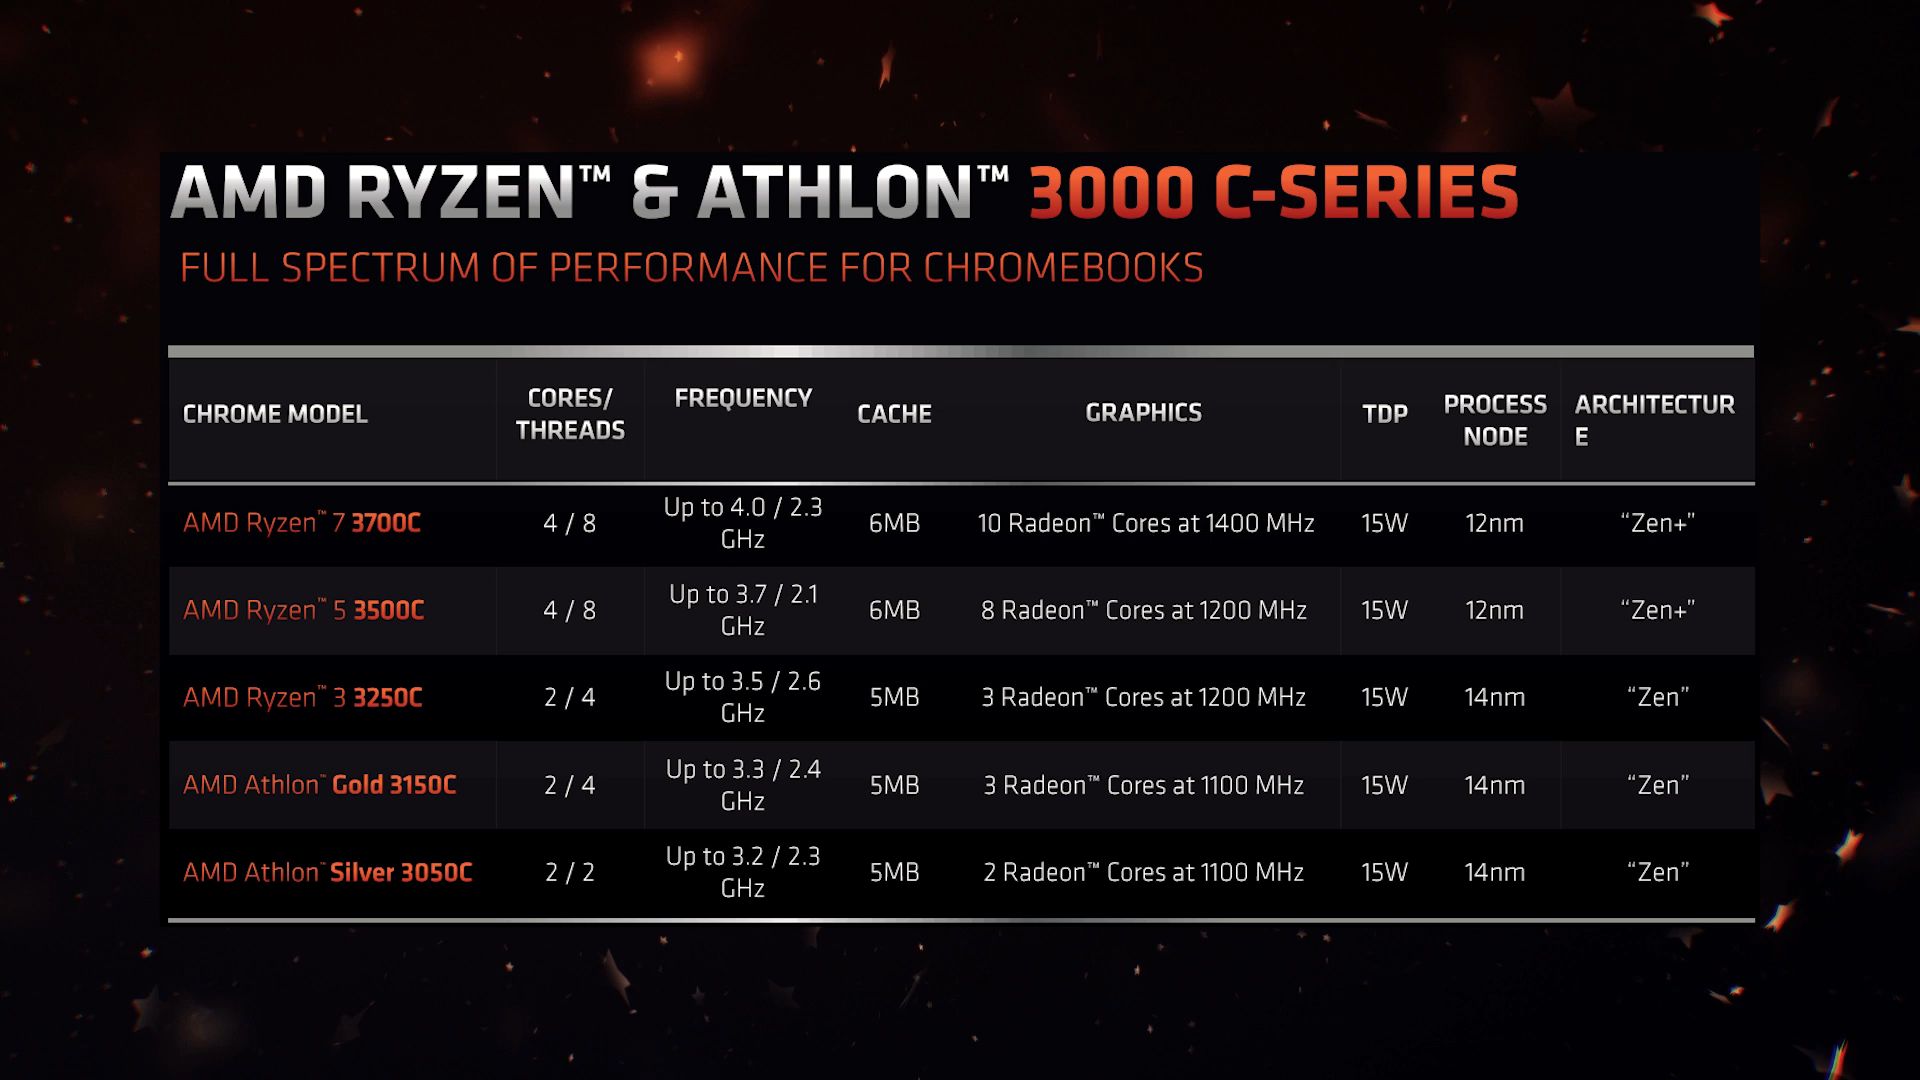 AMD RYZEN™ & ATHLON™ 3000 C-SERIES
FULL SPECTRUM OF PERFORMANCE FOR CHROMEBOOKS
CHROME MODEL
CORES/
THREADS
FREQUENCY
CACHE
GRAPHICS
TDP
PROCESS
NODE
ARCHITECTUR
E
AMD Ryzen™ 7 3700C
4 / 8
Up to 4.0 / 2.3
GHz
6MB
10 Radeon™ Cores at 1400 MHz
15W
12nm
“Zen+”
AMD Ryzen™ 5 3500C
4 / 8
Up to 3.7 / 2.1
GHz
6MB
8 Radeon™ Cores at 1200 MHz
15W
12nm
“Zen+”
AMD Ryzen™ 3 3250C
2 / 4
Up to 3.5 / 2.6
GHz
5MB
3 Radeon™ Cores at 1200 MHz
15W
14nm
“Zen”
AMD Athlon™ Gold 3150C
2 / 4
Up to 3.3 / 2.4
GHz
5MB
3 Radeon™ Cores at 1100 MHz
15W
14nm
“Zen”
AMD Athlon™ Silver 3050C
2 / 2
Up to 3.2 / 2.3
GHz
5MB
2 Radeon™ Cores at 1100 MHz
15W
14nm
“Zen”